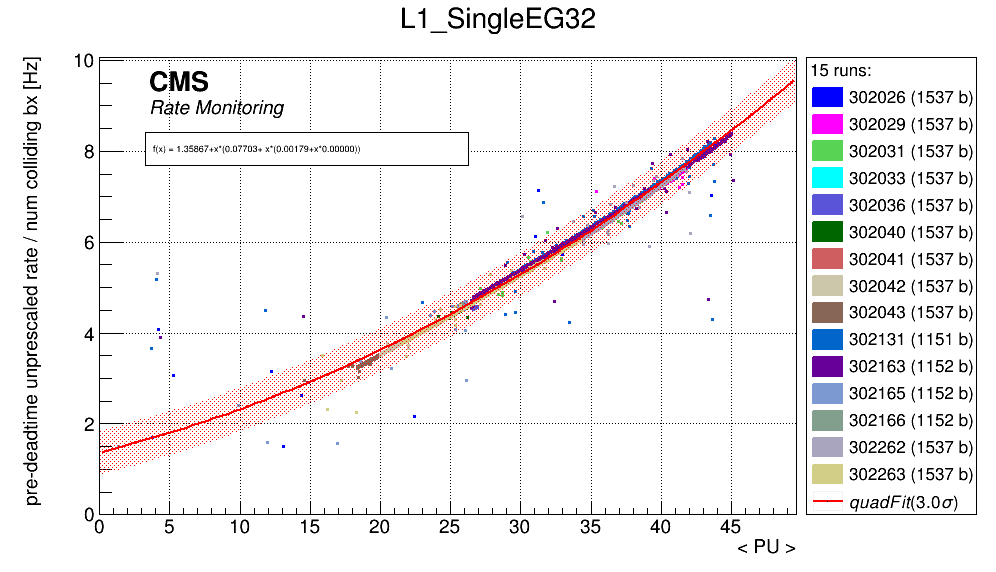 L1_SingleEG32
pre-deadtime unprescaled rate / num colliding bx [Hz]
10
8
6
4
2
0
CMS
Rate Monitoring
f(x) = 1.35867+x*(0.07703+ x*(0.00179+x*0.00000))
0 5 10 15 20 25 30 35 40 45
< PU >
15 runs:
302026 (1537 b)
302029 (1537 b)
302031 (1537 b)
302033 (1537 b)
302036 (1537 b)
302040 (1537 b)
302041 (1537 b)
302042 (1537 b)
302043 (1537 b)
302131 (1151 b)
302163 (1152 b)
302165 (1152 b)
302166 (1152 b)
302262 (1537 b)
302263 (1537 b)
quadFit(3.0σ)